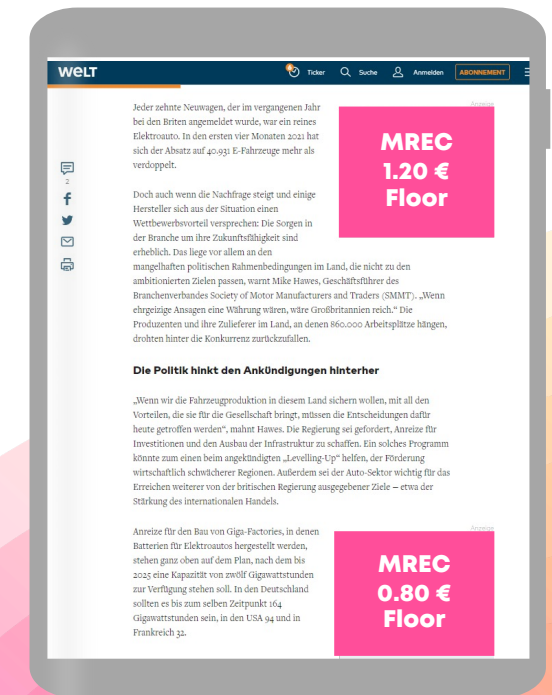 WELT
6
Ticker
Suche
Anmelden
ABONNEMENT
Jeder zehnte Neuwagen, der im vergangenen Jahr
bei den Briten angemeldet wurde, war ein reines
Elektroauto. In den ersten vier Monaten 2021 hat
sich der Absatz auf 40.931 E-Fahrzeuge mehr als
verdoppelt.
Anzeige
MREC
1.20 €
Floor
2
Doch auch wenn die Nachfrage steigt und einige
Hersteller sich aus der Situation einen
Wettbewerbsvorteil versprechen: Die Sorgen in
der Branche um ihre Zukunftsfähigkeit sind
erheblich. Das liege vor allem an den
mangelhaften politischen Rahmenbedingungen im Land, die nicht zu den
ambitionierten Zielen passen, warnt Mike Hawes, Geschäftsführer des
Branchenverbandes Society of Motor Manufacturers and Traders (SMMT). „Wenn
ehrgeizige Ansagen eine Währung wären, wäre Großbritannien reich.“ Die
Produzenten und ihre Zulieferer im Land, an denen 860.000 Arbeitsplätze hängen,
drohten hinter die Konkurrenz zurückzufallen.
Die Politik hinkt den Ankündigungen hinterher
„Wenn wir die Fahrzeugproduktion in diesem Land sichern wollen, mit all den
Vorteilen, die sie für die Gesellschaft bringt, müssen die Entscheidungen dafür
heute getroffen werden“, mahnt Hawes. Die Regierung sei gefordert, Anreize für
Investitionen und den Ausbau der Infrastruktur zu schaffen. Ein solches Programm
könnte zum einen beim angekündigten „Levelling-Up“ helfen, der Förderung
wirtschaftlich schwächerer Regionen. Außerdem sei der Auto-Sektor wichtig für das
Erreichen weiterer von der britischen Regierung ausgegebener Ziele – etwa der
Stärkung des internationalen Handels.
Anreize für den Bau von Giga-Factories, in denen
Batterien für Elektroautos hergestellt werden,
stehen ganz oben auf dem Plan, nach dem bis
2025 eine Kapazität von zwölf Gigawattstunden
zur Verfügung stehen soll. In den Deutschland
sollten es bis zum selben Zeitpunkt 164
Gigawattstunden sein, in den USA 94 und in
Frankreich 32.
Anzeige
MREC
0.80 €
Floor